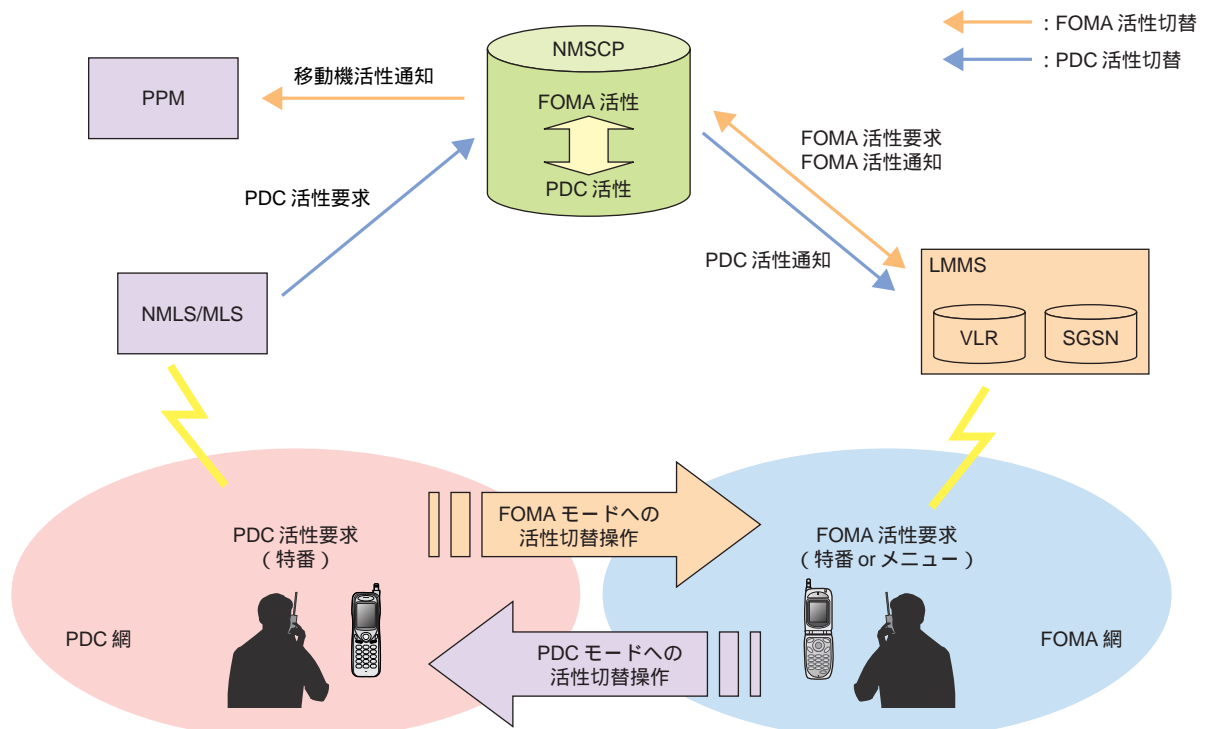 NMSCP
: FOMA 活性切替
: PDC 活性切替
移動機活性通知
PPM
FOMA 活性
PDC 活性
FOMA 活性要求
FOMA 活性通知
PDC 活性要求
PDC 活性通知
NMLS/MLS
LMMS
VLR
SGSN
FOMA モードへの
活性切替操作
PDC 活性要求
（ 特番 ）
FOMA 活性要求
（ 特番 or メニュー ）
PDC 網
FOMA 網
PDC モードへの
活性切替操作